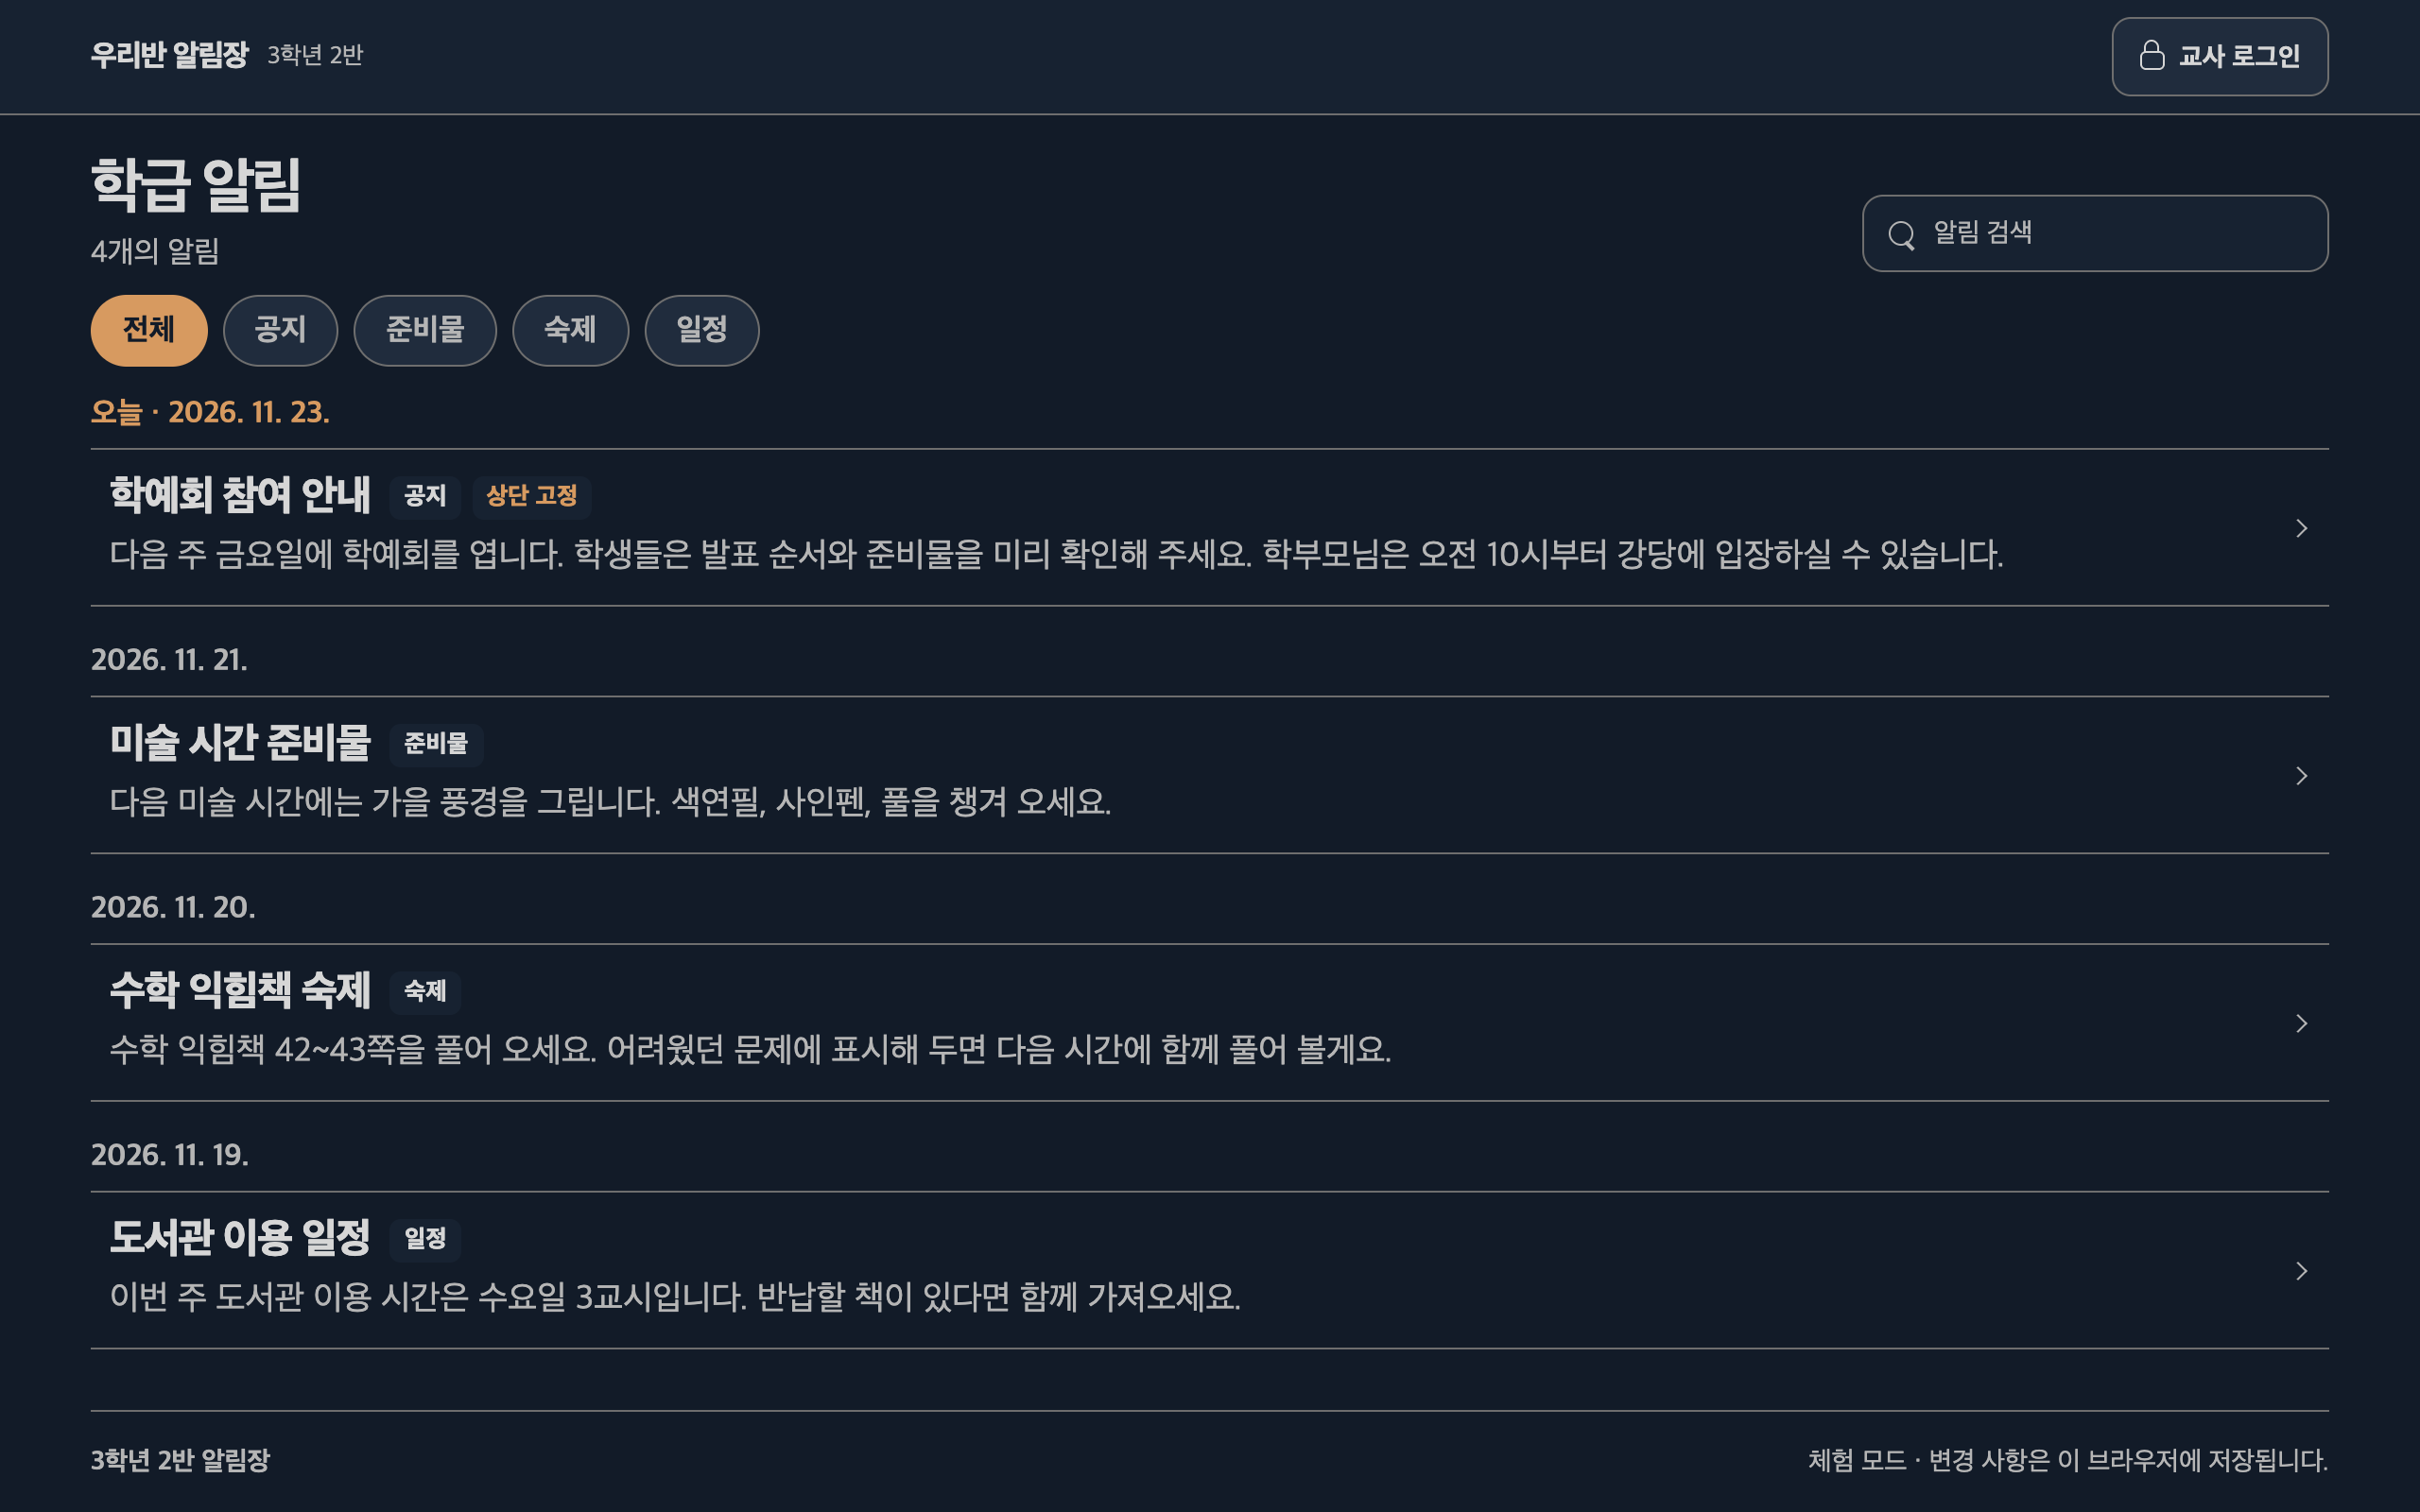 우리반 알림장 3학년 2반
교사 로그인
학급 알림
4개의 알림
알림 검색
전체 공지 준비물 숙제 일정
오늘 · 2026. 11. 23.
학예회 참여 안내 공지 상단 고정
다음 주 금요일에 학예회를 엽니다. 학생들은 발표 순서와 준비물을 미리 확인해 주세요. 학부모님은 오전 10시부터 강당에 입장하실 수 있습니다.
2026. 11. 21.
미술 시간 준비물 준비물
다음 미술 시간에는 가을 풍경을 그립니다. 색연필, 사인펜, 풀을 챙겨 오세요.
2026. 11. 20.
수학 익힘책 숙제 숙제
수학 익힘책 42~43쪽을 풀어 오세요. 어려웠던 문제에 표시해 두면 다음 시간에 함께 풀어 볼게요.
2026. 11. 19.
도서관 이용 일정 일정
이번 주 도서관 이용 시간은 수요일 3교시입니다. 반납할 책이 있다면 함께 가져오세요.
3학년 2반 알림장
체험 모드 · 변경 사항은 이 브라우저에 저장됩니다.